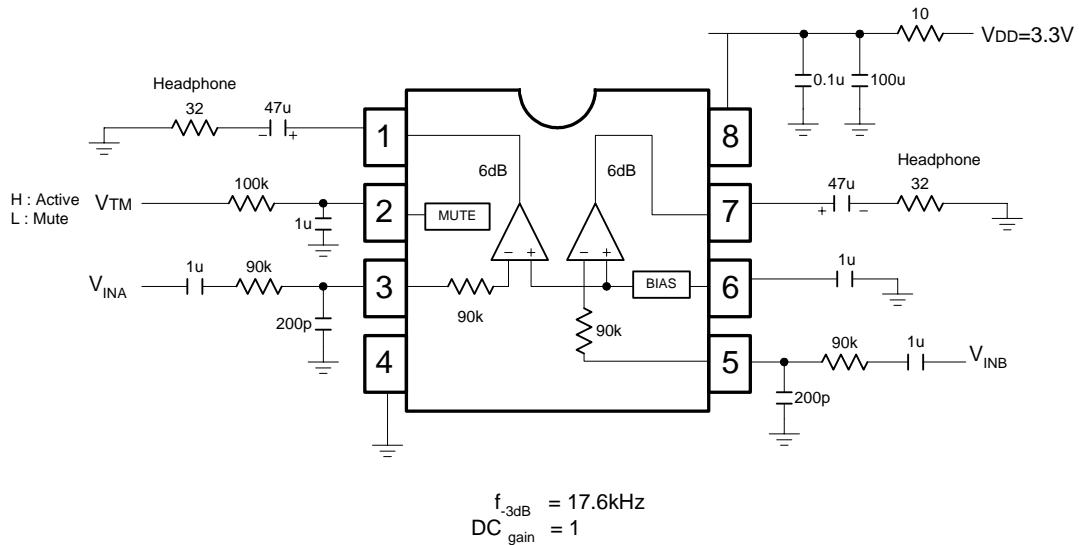 10
VDD=3.3V
0.1u
100u
Headphone
32
47u
1
8
6dB
6dB
Headphone
H : Active
L : Mute
VTM
100k
1u
2
MUTE
7
47u
32
+
−
−
+
−
+
−
+
VINA
1u
90k
200p
3
90k
BIAS
6
1u
90k
4
5
90k
1u
VINB
200p
f-3dB = 17.6kHz
DC gain = 1